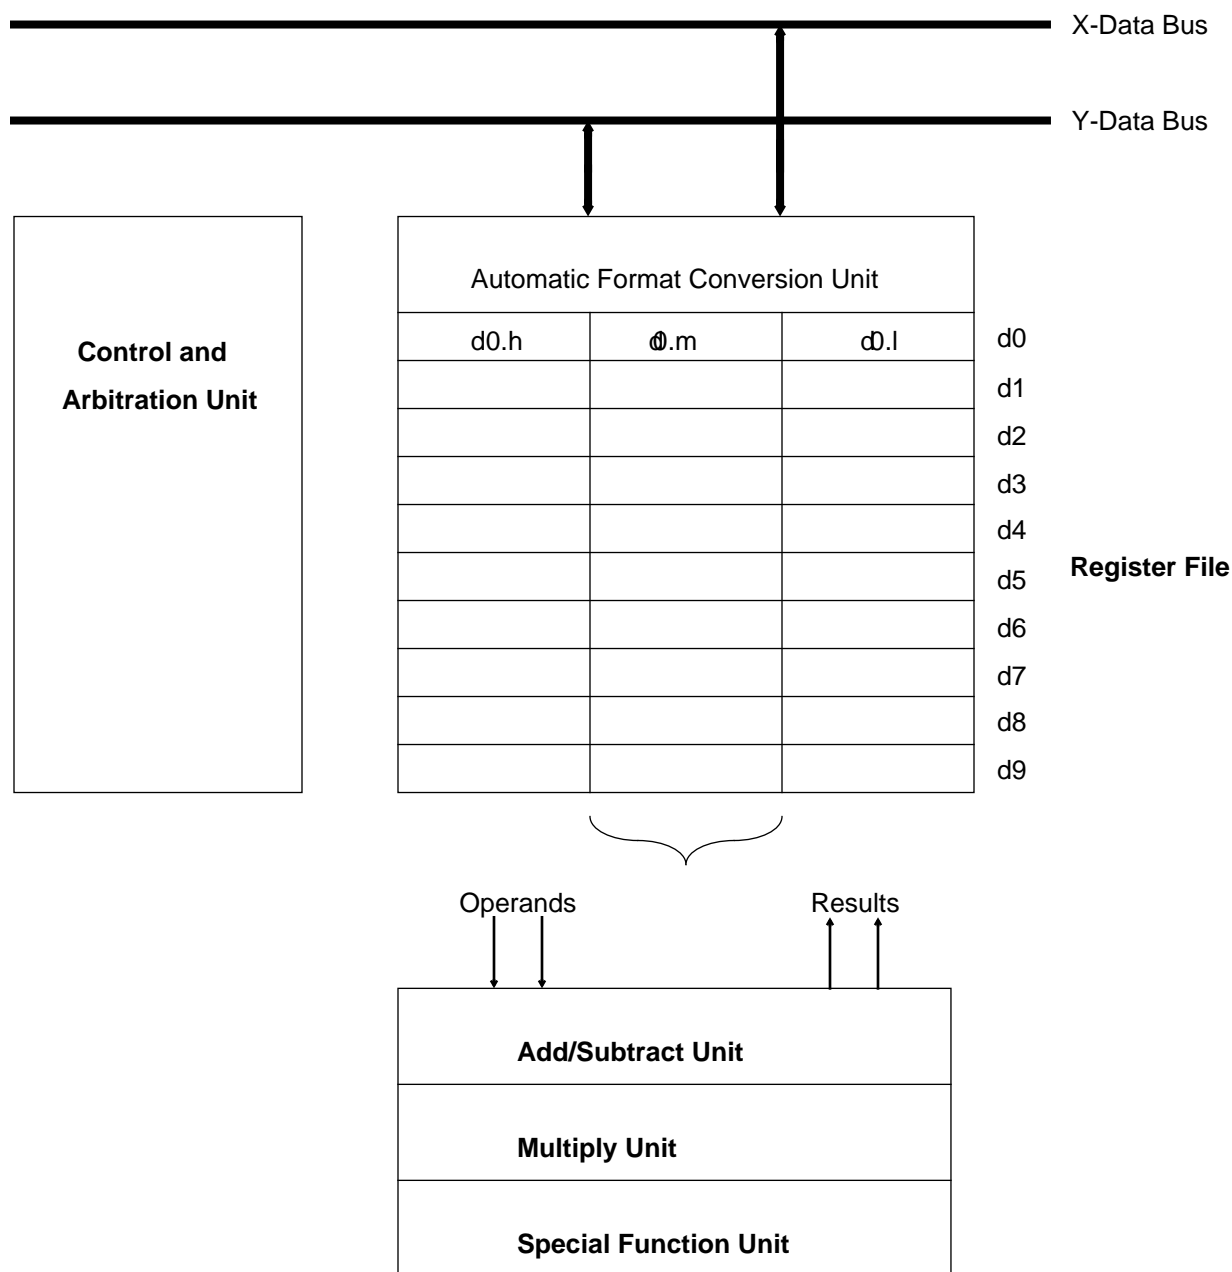 X-Data Bus
Y-Data Bus
Automatic Format Conversion Unit
Control and
Arbitration Unit
d0.h
d0.m
d0.l
d0
d1
d2
d3
d4
d5
d6
d7
d8
d9
Register File
Operands
Results
Add/Subtract Unit
Multiply Unit
Special Function Unit